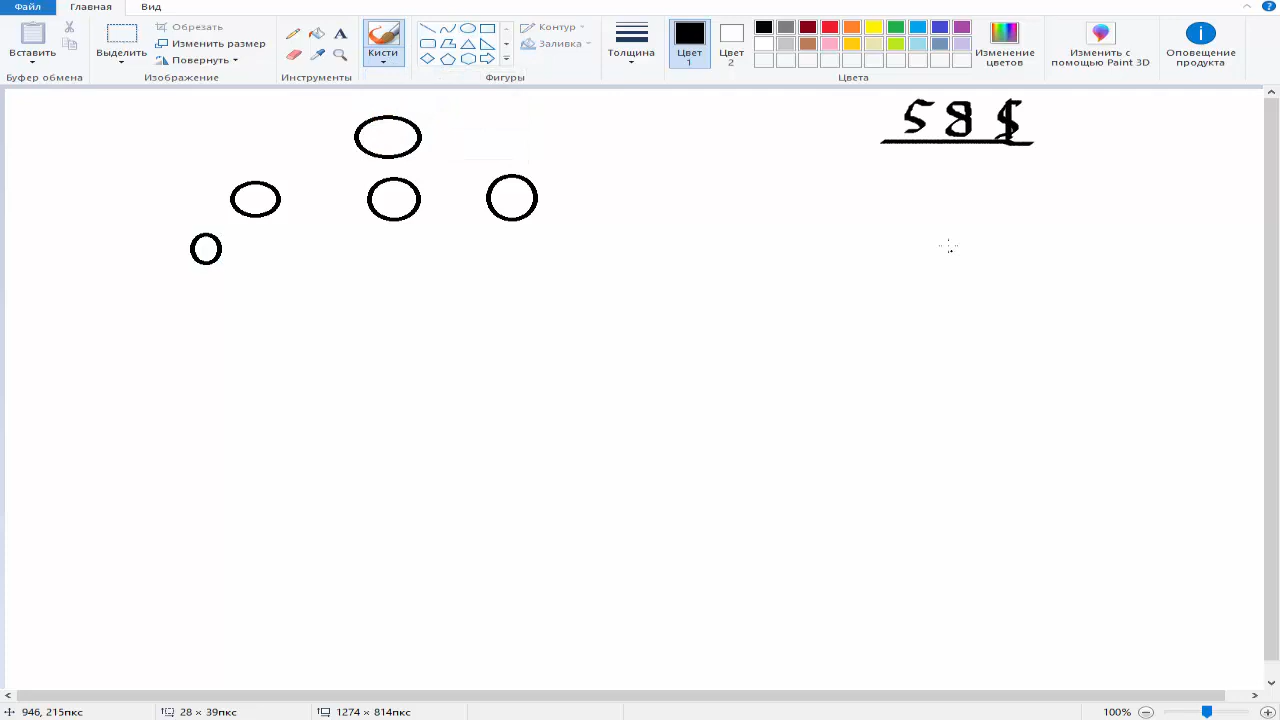 Файл Главная Вид
Вставить
Буфер обмена
Выделить
Обрезать
Изменить размер
Повернуть
Изображение
A
Инструменты
Кисти
Фигуры
Контур
Заливка
Толщина
Цвет
1
Цвет
2
Изменение
цветов
Цвета
Изменить с
помощью Paint 3D
Оповещение
продукта
58$
946, 215пкс
28 × 39пкс
1274 × 814пкс
100%